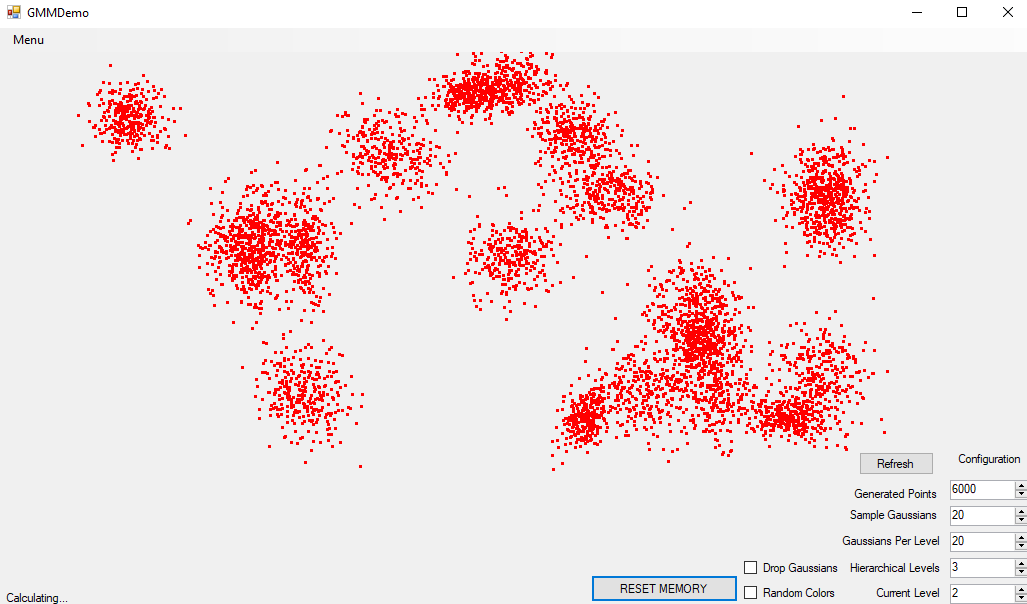 GMMDemo
Menu
Refresh
Configuration
Generated Points 6000
Sample Gaussians 20
Gaussians Per Level 20
Drop Gaussians Hierarchical Levels 3
RESET MEMORY Random Colors Current Level 2
Calculating...